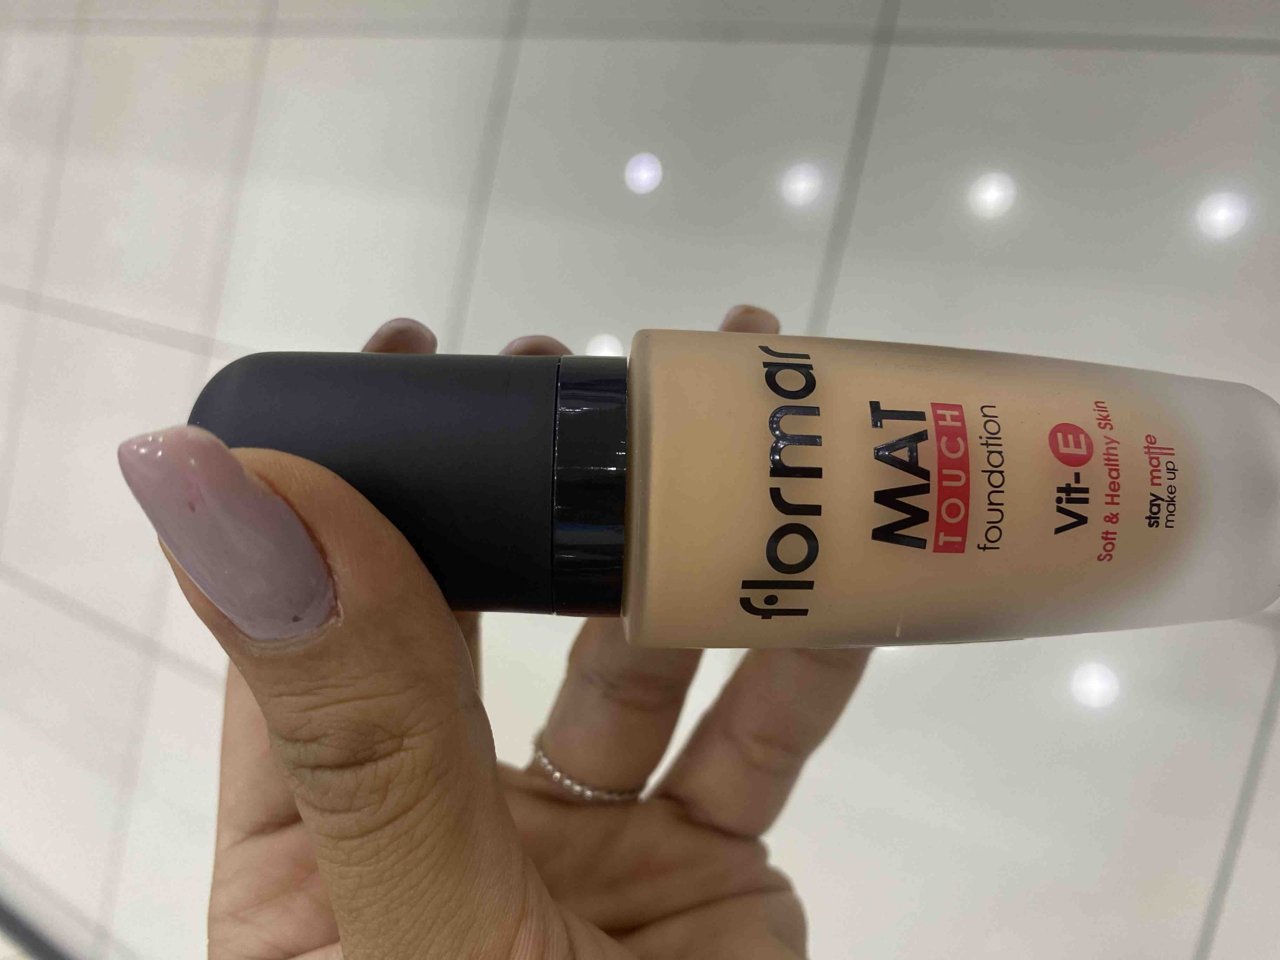 flormar
MAT
TOUCH
foundation
Vit-E
Soft & Healthy Skin
stay matte
make up